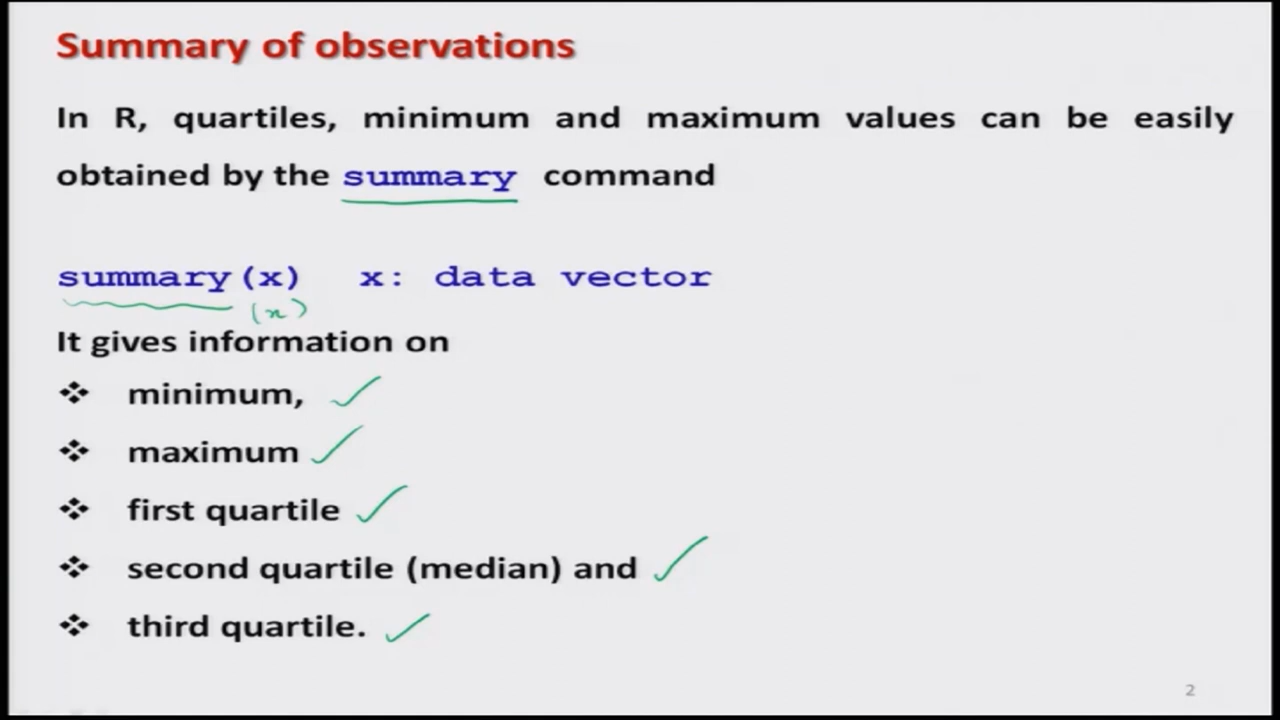 Summary of observations
In R, quartiles, minimum and maximum values can be easily
obtained by the summary command
summary(x) x: data vector
(x)
It gives information on
❖ minimum,
❖ maximum
❖ first quartile
❖ second quartile (median) and
❖ third quartile.
2